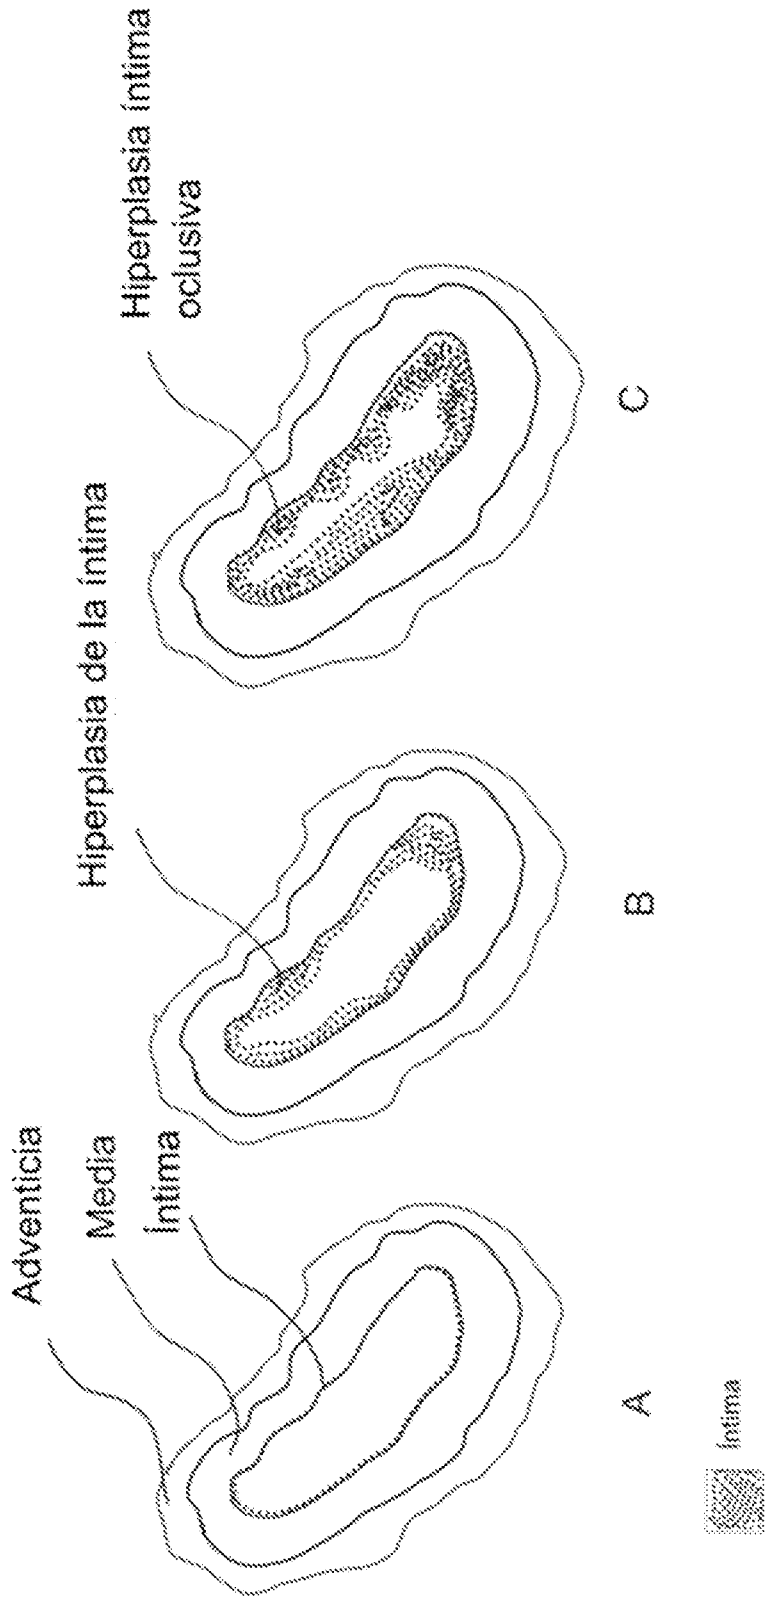 Adventicia
Media
Íntima
Hiperplasia de la íntima
Hiperplasia íntima
oclusiva
A
B
C
Íntima